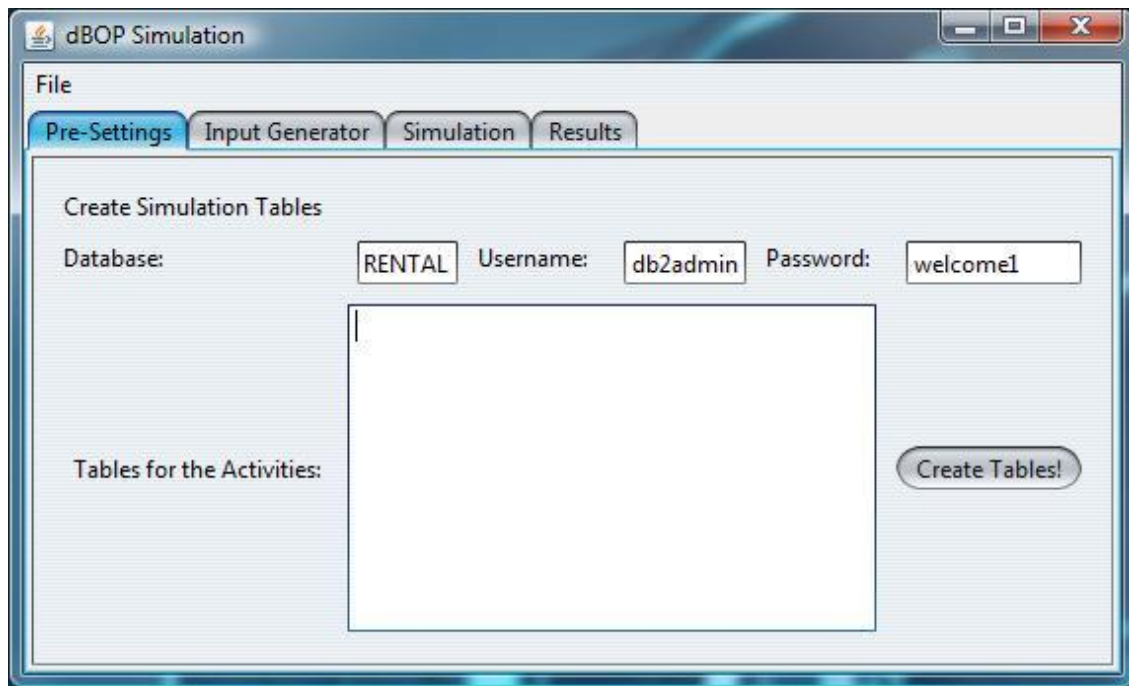 dBOP Simulation
File
Pre-Settings Input Generator Simulation Results
Create Simulation Tables
Database: RENTAL Username: db2admin Password: welcome1
Tables for the Activities: Create Tables!